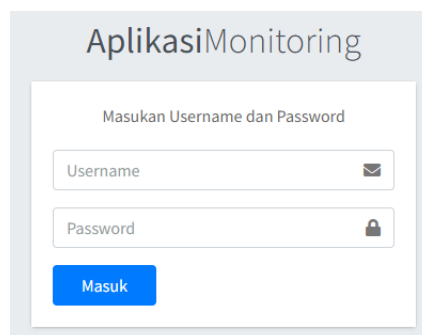 AplikasiMonitoring
Masukan Username dan Password
Username
Password
Masuk